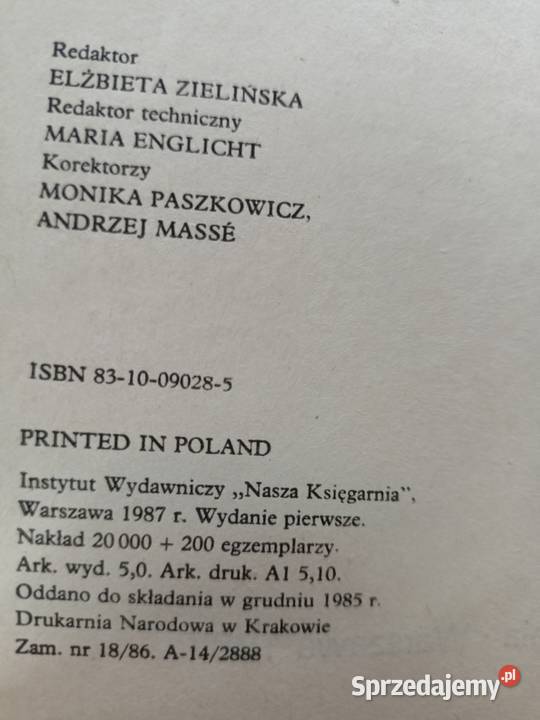 Redaktor
ELŻBIETA ZIELIŃSKA
Redaktor techniczny
MARIA ENGLICHT
Korektorzy
MONIKA PASZKOWICZ,
ANDRZEJ MASSÉ
ISBN 83-10-09028-5
PRINTED IN POLAND
Instytut Wydawniczy „Nasza Księgarnia",
Warszawa 1987 r. Wydanie pierwsze.
Nakład 20 000 + 200 egzemplarzy.
Ark. wyd. 5,0. Ark. druk. A1 5,10.
Oddano do składania w grudniu 1985 r.
Drukarnia Narodowa w Krakowie
Zam. nr 18/86. A-14/2888
Sprzedajemy.pl